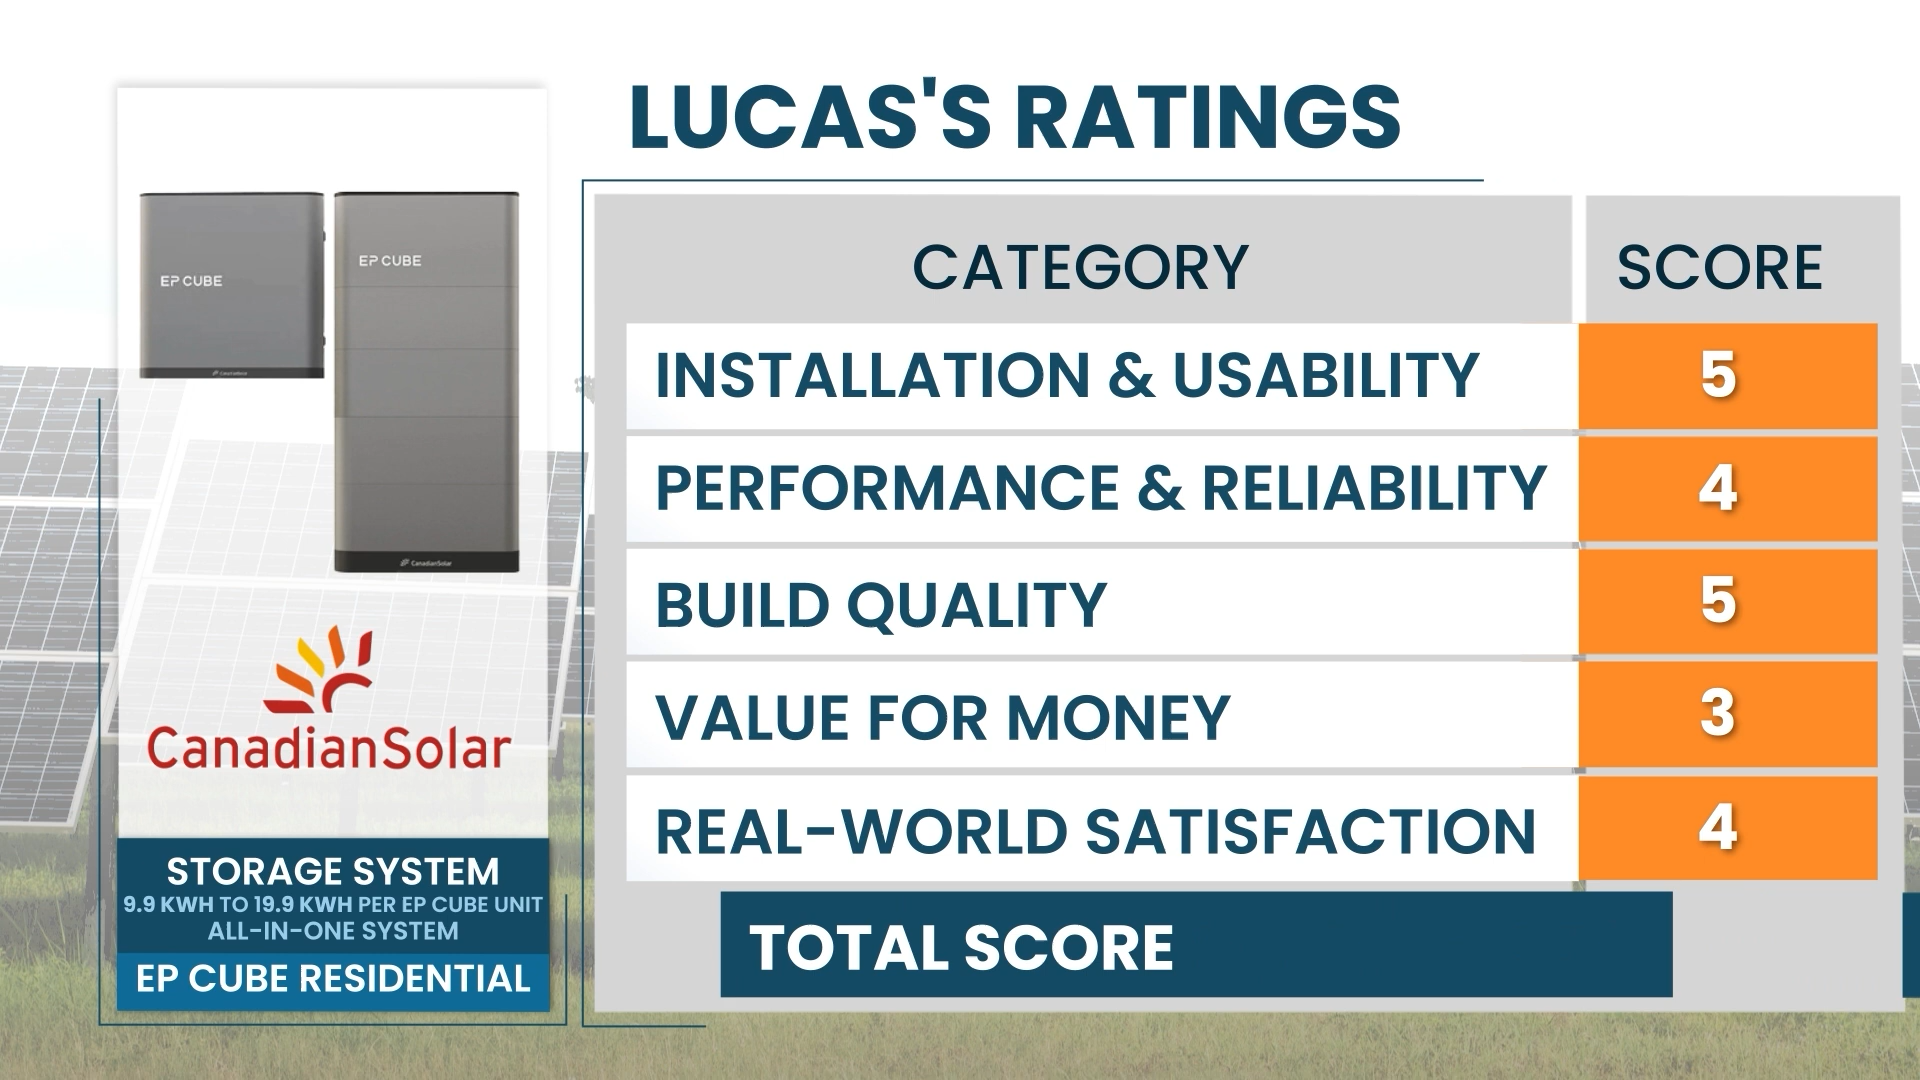 LUCAS'S RATINGS
EP CUBE
EP CUBE
CanadianSolar
CanadianSolar
CanadianSolar
STORAGE SYSTEM
9.9 KWH TO 19.9 KWH PER EP CUBE UNIT
ALL-IN-ONE SYSTEM
EP CUBE RESIDENTIAL
CATEGORY SCORE
INSTALLATION & USABILITY 5
PERFORMANCE & RELIABILITY 4
BUILD QUALITY 5
VALUE FOR MONEY 3
REAL-WORLD SATISFACTION 4
TOTAL SCORE